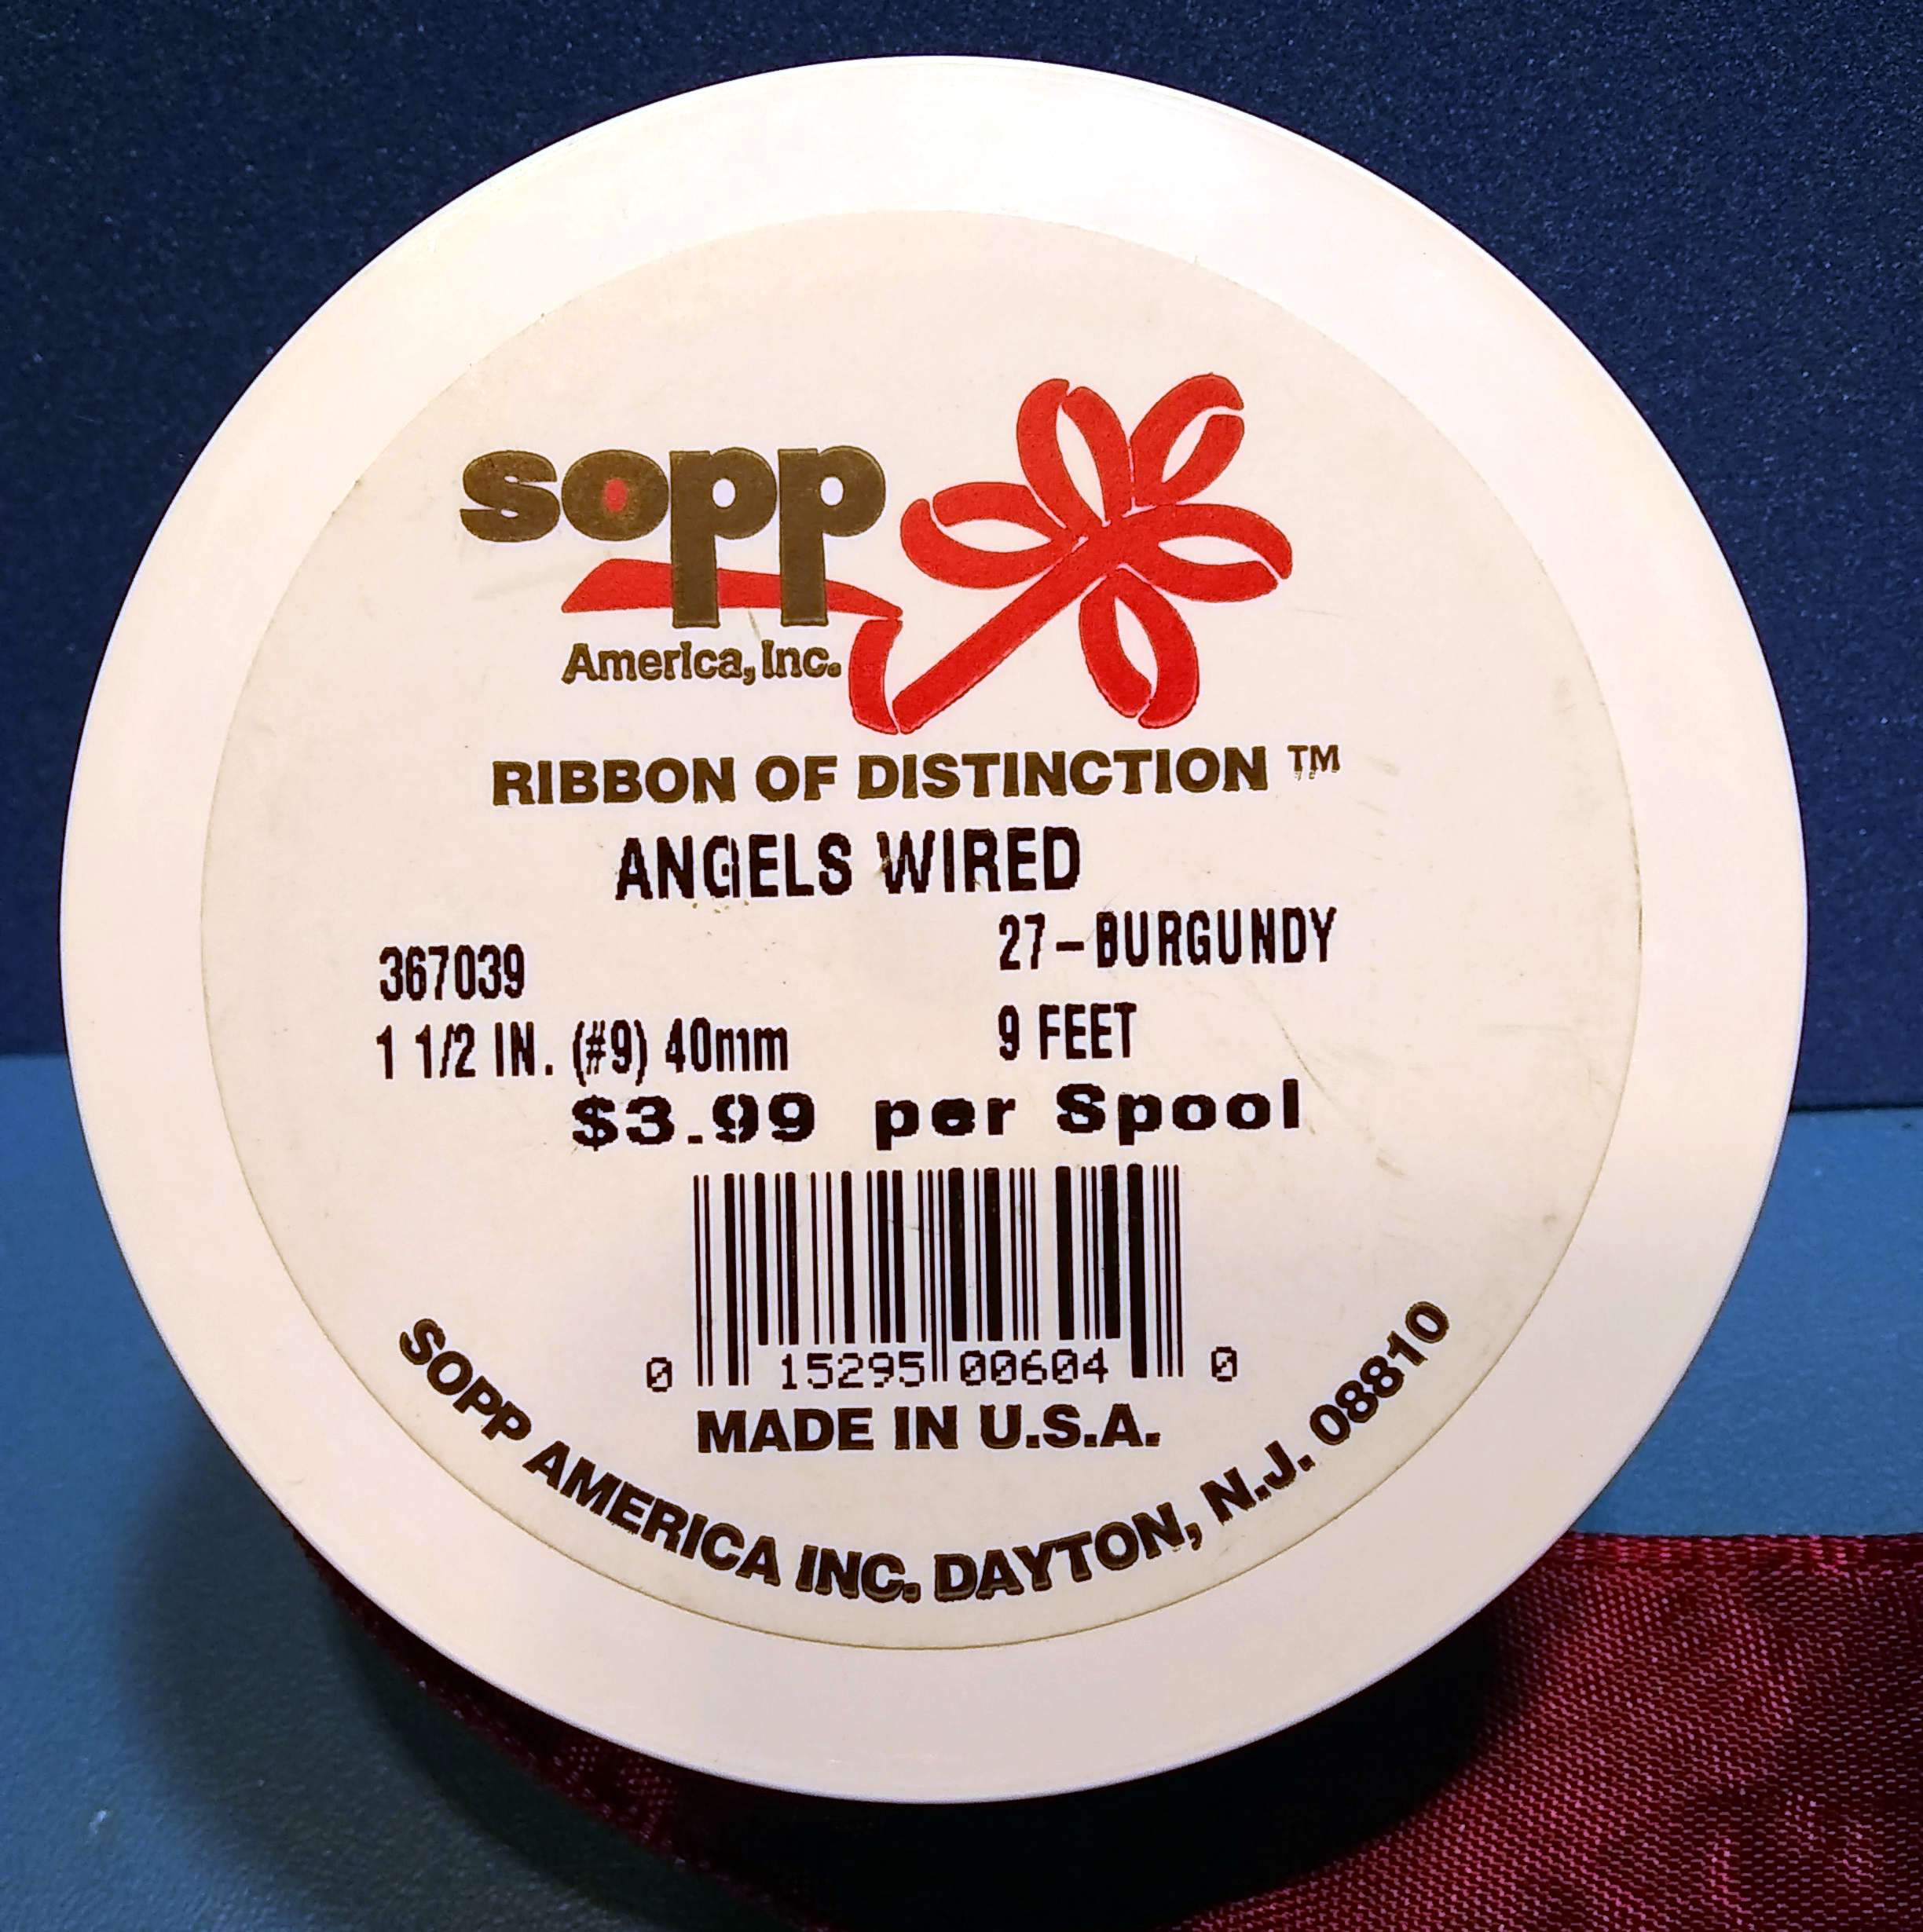 sopp
America, Inc.
RIBBON OF DISTINCTION ™
ANGELS WIRED
367039 27-BURGUNDY
1 1/2 IN. (#9) 40mm 9 FEET
$3.99 per Spool
0 15295 00604 0
MADE IN U.S.A.
SOPP AMERICA INC. DAYTON, N.J. 08810